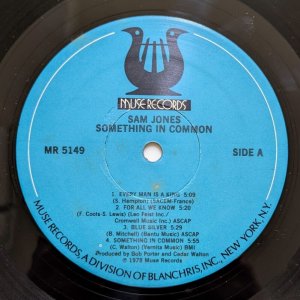 MUSE RECORDS
SAM JONES
SOMETHING IN COMMON
MR 5149
SIDE A
1. EVERY MAN IS A KING 5:09
(S. Hampton) (SACEM-France)
2. FOR ALL WE KNOW 5:20
(F. Coots-S. Lewis) (Leo Feist Inc./
Cromwell Music Inc.) ASCAP
3. BLUE SILVER 5:19
(B. Mitchell) (Bantu Music) ASCAP
4. SOMETHING IN COMMON 5:55
(C. Walton) (Vernita Music) BMI
Produced by Bob Porter and Cedar Walton
© 1978 Muse Records
MUSE RECORDS, A DIVISION OF BLANCHRIS, INC., NEW YORK, N.Y.